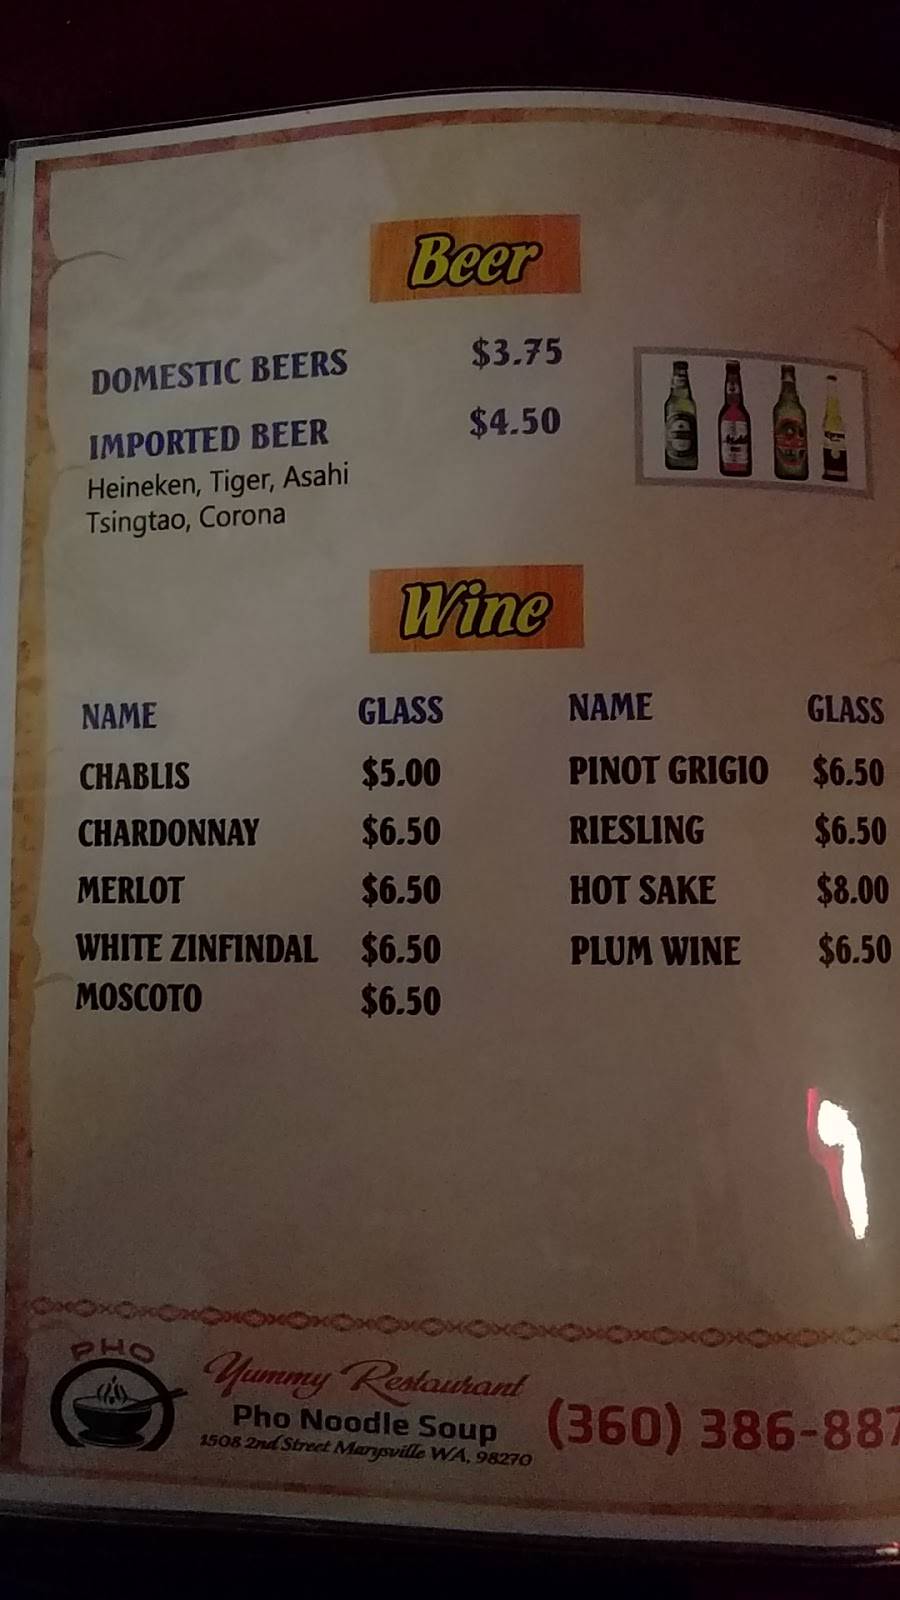 Beer
DOMESTIC BEERS $3.75
IMPORTED BEER $4.50
Heineken, Tiger, Asahi
Tsingtao, Corona
Wine
NAME GLASS NAME GLASS
CHABLIS $5.00 PINOT GRIGIO $6.50
CHARDONNAY $6.50 RIESLING $6.50
MERLOT $6.50 HOT SAKE $8.00
WHITE ZINFINDAL $6.50 PLUM WINE $6.50
MOSCOTO $6.50
PHO
Yummy Restaurant
Pho Noodle Soup
1508 2nd Street Marysville WA, 98270
(360) 386-887